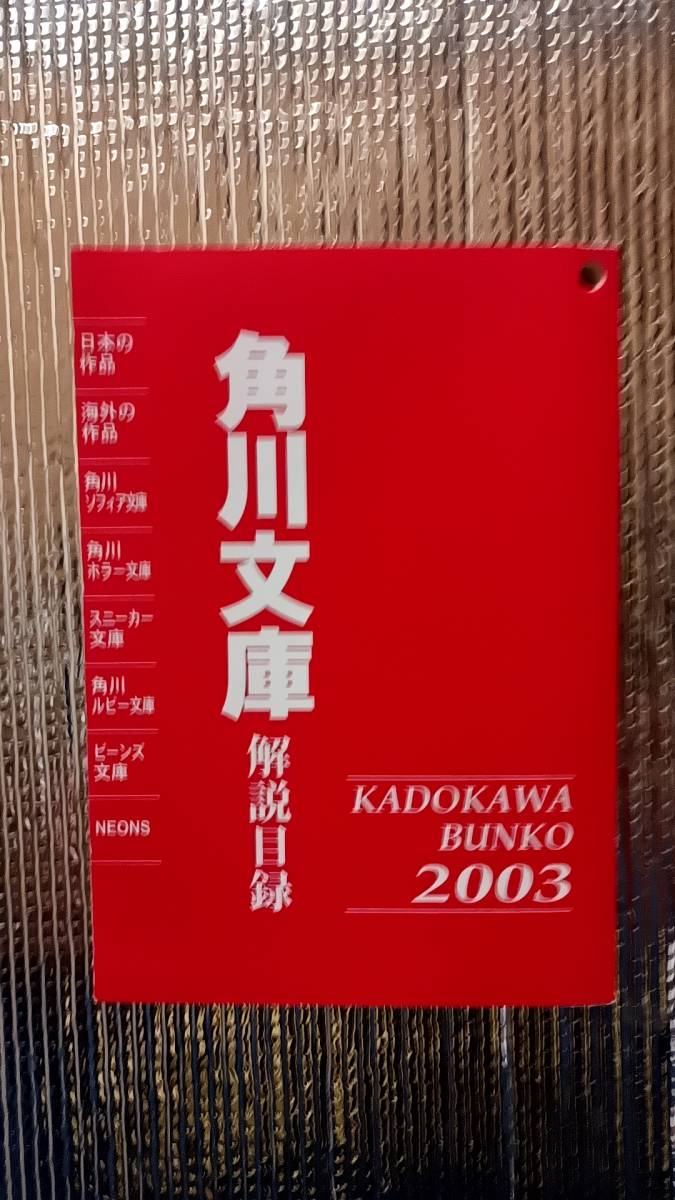 日本の
作品
海外の
作品
角川
ソフィア文庫
角川
ホラー文庫
スニーカー
文庫
角川
ルビー文庫
ビーンズ
文庫
NEONS
角川文庫
解説目録
KADOKAWA
BUNKO
2003